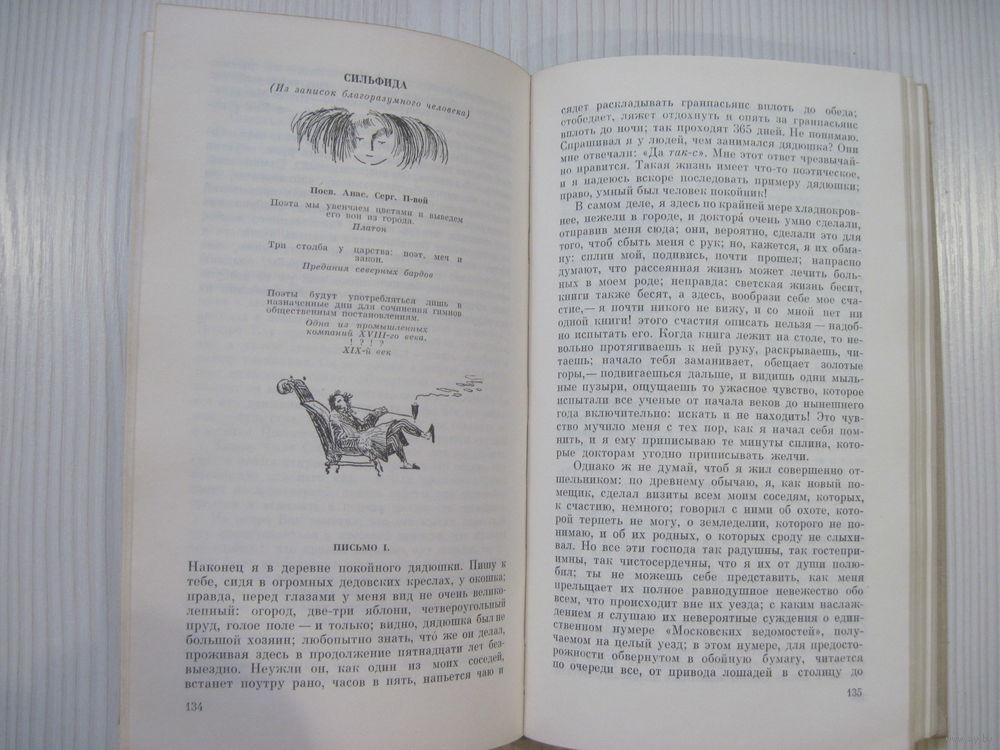 СИЛЬФИДА
(Из записок благоразумного человека)
Посв. Анас. Серг. П-вой
Поэта мы увенчаем цветами и выведем
его вон из города.
Платон
Три столба у царства: поэт, меч и
закон.
Предания северных бардов
Поэты будут употребляться лишь в
назначенные дни для сочинения гимнов
общественным постановлениям.
Одна из промышленных
компаний XVIII-го века.
! ? ! ?
XIX-й век
ПИСЬМО I.
Наконец я в деревне покойного дядюшки. Пишу к
тебе, сидя в огромных дедовских креслах, у окошка;
правда, перед глазами у меня вид не очень велико-
лепный: огород, две-три яблони, четвероугольный
пруд, голое поле — и только; видно, дядюшка был не
большой хозяин; любопытно знать, что́ же он делал,
проживая здесь в продолжение пятнадцати лет без-
выездно. Неужли он, как один из моих соседей,
встанет поутру рано, часов в пять, напьется чаю и
134
сядет раскладывать гранпасьянс вплоть до обеда;
отобедает, ляжет отдохнуть и опять за гранпасьянс
вплоть до ночи; так проходят 365 дней. Не понимаю.
Спрашивал я у людей, чем занимался дядюшка? Они
мне отвечали: «Да так-с». Мне этот ответ чрезвычай-
но нравится. Такая жизнь имеет что-то поэтическое,
и я надеюсь вскоре последовать примеру дядюшки;
право, умный был человек покойник!
В самом деле, я здесь по крайней мере хладнокров-
нее, нежели в городе, и доктора́ очень умно сделали,
отправив меня сюда; они, вероятно, сделали это для
того, чтоб сбыть меня с рук; но, кажется, я их обма-
ну: сплин мой, подивись, почти прошел; напрасно
думают, что рассеянная жизнь может лечить боль-
ных в моем роде; неправда: светская жизнь бесит,
книги также бесят, а здесь, вообрази себе мое сча-
стие,— я почти никого не вижу, и со мной нет ни
одной книги! этого счастия описать нельзя — надоб-
но испытать его. Когда книга лежит на столе, то не-
вольно протягиваешь к ней руку, раскрываешь, чи-
таешь; начало тебя заманивает, обещает золотые
горы,— подвигаешься дальше, и видишь одни мыль-
ные пузыри, ощущаешь то ужасное чувство, которое
испытали все ученые от начала веков до нынешнего
года включительно: искать и не находить! Это чув-
ство мучило меня с тех пор, как я начал себя пом-
нить, и я ему приписываю те минуты сплина, кото-
рые докторам угодно приписывать желчи.
Однако ж не думай, чтоб я жил совершенно от-
шельником: по древнему обычаю, я, как новый по-
мещик, сделал визиты всем моим соседям, которых,
к счастию, немного; говорил с ними об охоте, кото-
рой терпеть не могу, о земледелии, которого не по-
нимаю, и об их родных, о которых сроду не слыхи-
вал. Но все эти господа так радушны, так гостепри-
имны, так чистосердечны, что я их от души полю-
бил; ты не можешь себе представить, как меня
прельщает их полное равнодушное невежество обо
всем, что происходит вне их уезда; с каким наслаж-
дением я слушаю их невероятные суждения о един-
ственном нумере «Московских ведомостей», полу-
чаемом на целый уезд; в этом нумере, для предосто-
рожности обвернутом в обойную бумагу, читается
по очереди все, от привода лошадей в столицу до
135